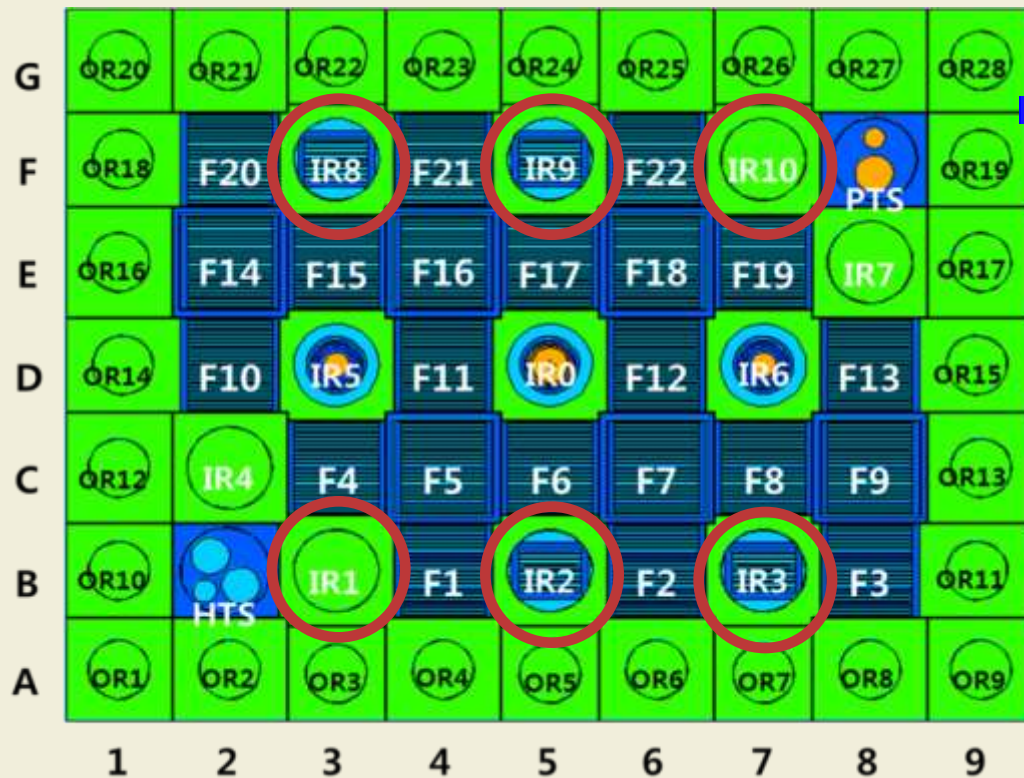 G OR20 OR21 OR22 OR23 OR24 OR25 OR26 OR27 OR28
F OR18 F20 IR8 F21 IR9 F22 IR10 PTS OR19
E OR16 F14 F15 F16 F17 F18 F19 IR7 OR17
D OR14 F10 IR5 F11 IR0 F12 IR6 F13 OR15
C OR12 IR4 F4 F5 F6 F7 F8 F9 OR13
B OR10 HTS IR1 F1 IR2 F2 IR3 F3 OR11
A OR1 OR2 OR3 OR4 OR5 OR6 OR7 OR8 OR9
1 2 3 4 5 6 7 8 9